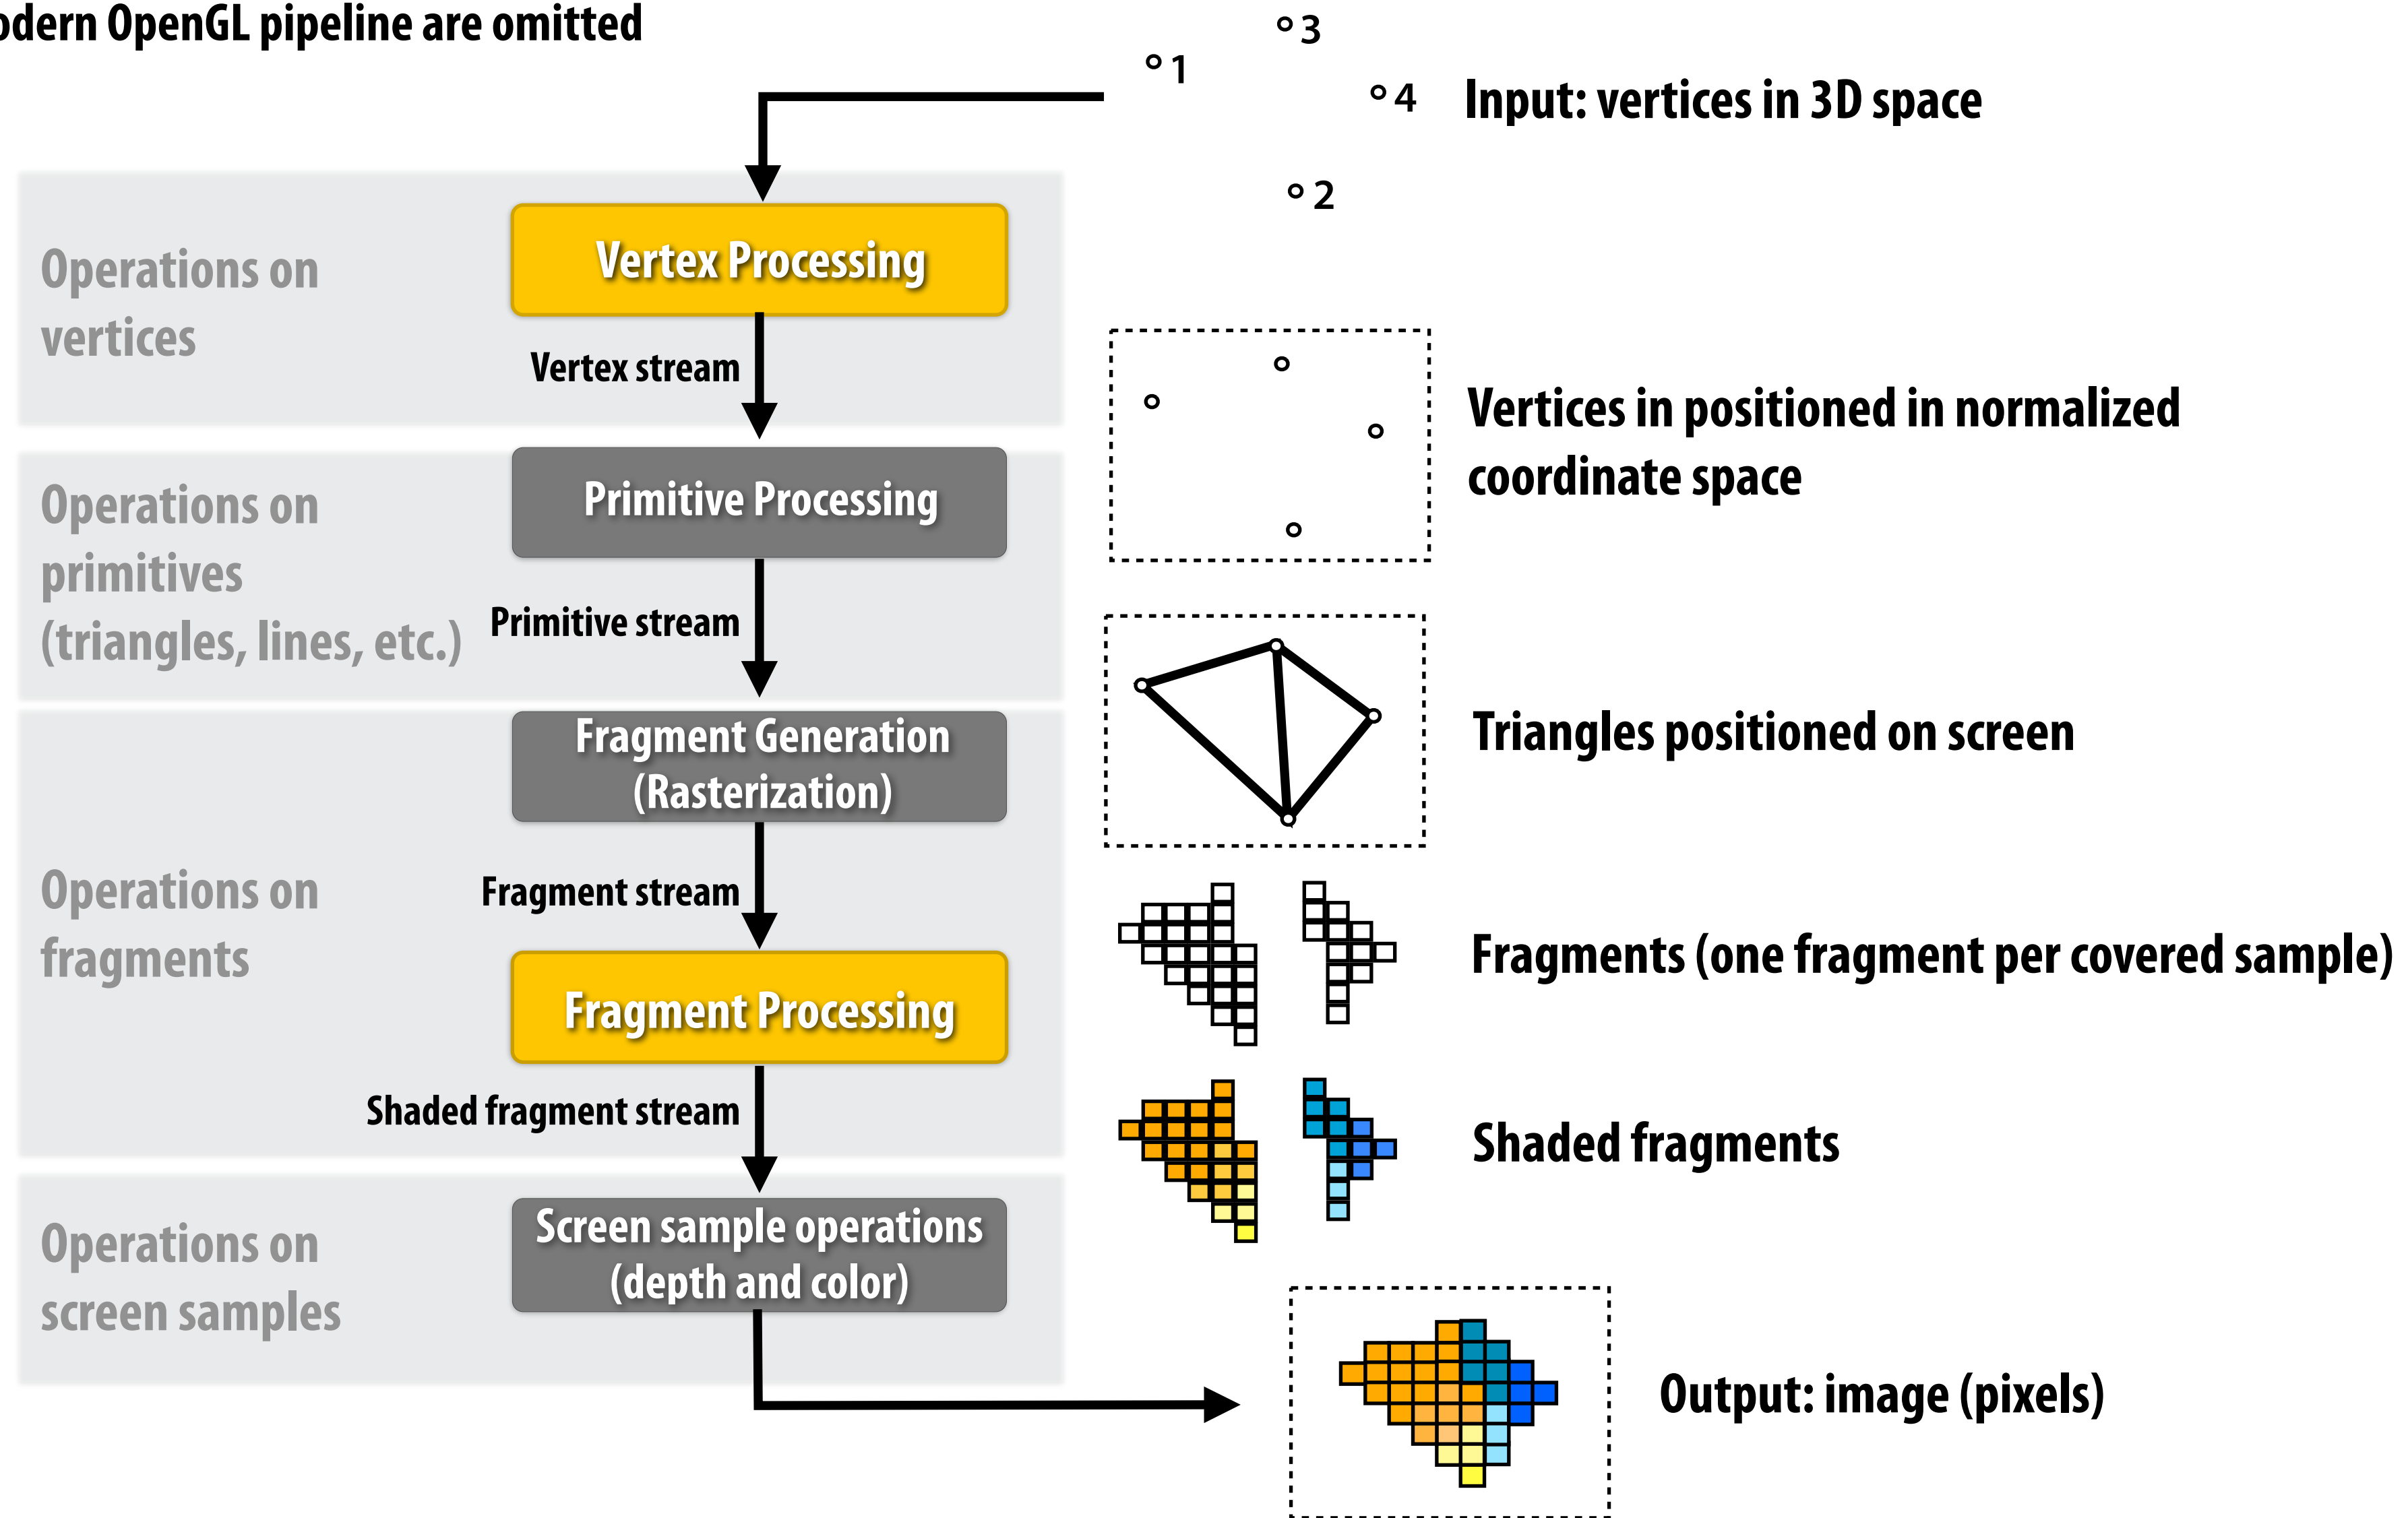 OpenGL pipeline are omitted
3
1
4
Input: vertices in 3D space
2
Operations on
vertices
Vertex Processing
Vertex stream
Vertices in positioned in normalized
coordinate space
Operations on
primitives
(triangles, lines, etc.)
Primitive Processing
Primitive stream
Triangles positioned on screen
Operations on
fragments
Fragment Generation
(Rasterization)
Fragment stream
Fragments (one fragment per covered sample)
Fragment Processing
Shaded fragment stream
Shaded fragments
Operations on
screen samples
Screen sample operations
(depth and color)
Output: image (pixels)